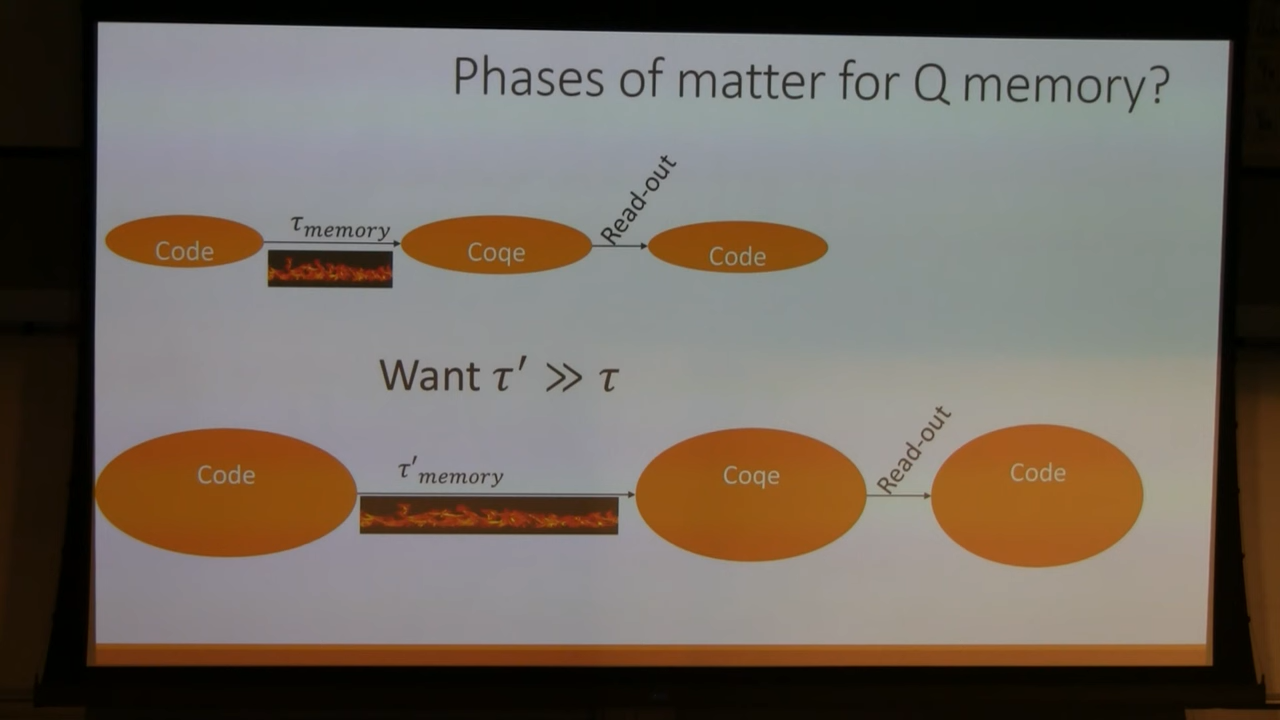 Phases of matter for Q memory?
Code
τmemory
Coqe
Read-out
Code
Want τ′ ≫ τ
Code
τ′memory
Coqe
Read-out
Code